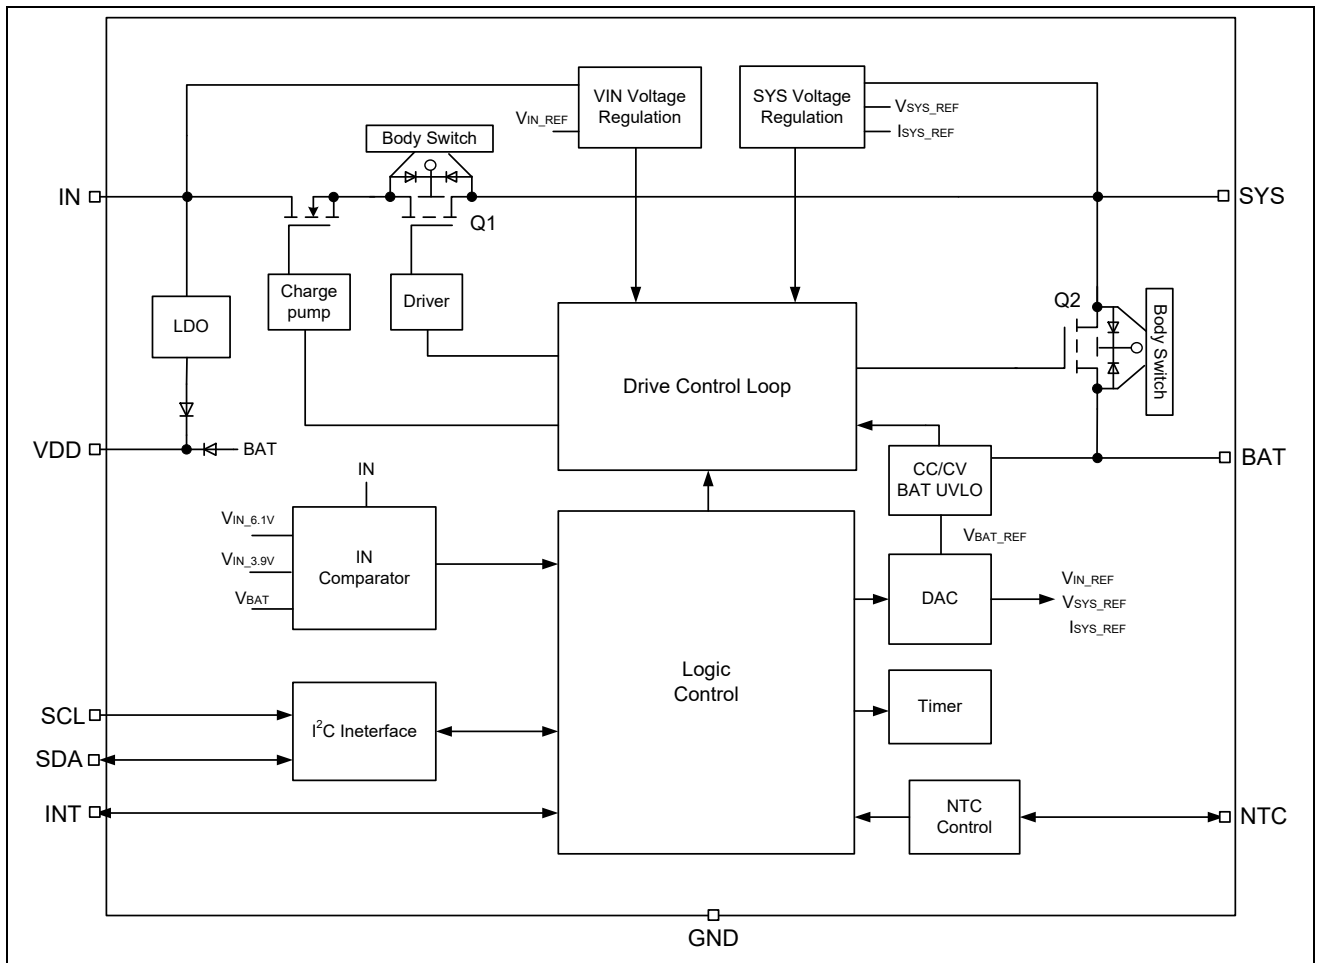 VIN Voltage
Regulation
SYS Voltage
Regulation
VIN_REF
VSYS_REF
ISYS_REF
Body Switch
IN
SYS
Q1
Charge
pump
Driver
LDO
Q2
Body Switch
Drive Control Loop
VDD
BAT
BAT
CC/CV
BAT UVLO
IN
VIN_6.1V
VIN_3.9V
VBAT
IN
Comparator
VBAT_REF
DAC
VIN_REF
VSYS_REF
ISYS_REF
Logic
Control
Timer
SCL
SDA
I2C Ineterface
INT
NTC
Control
NTC
GND